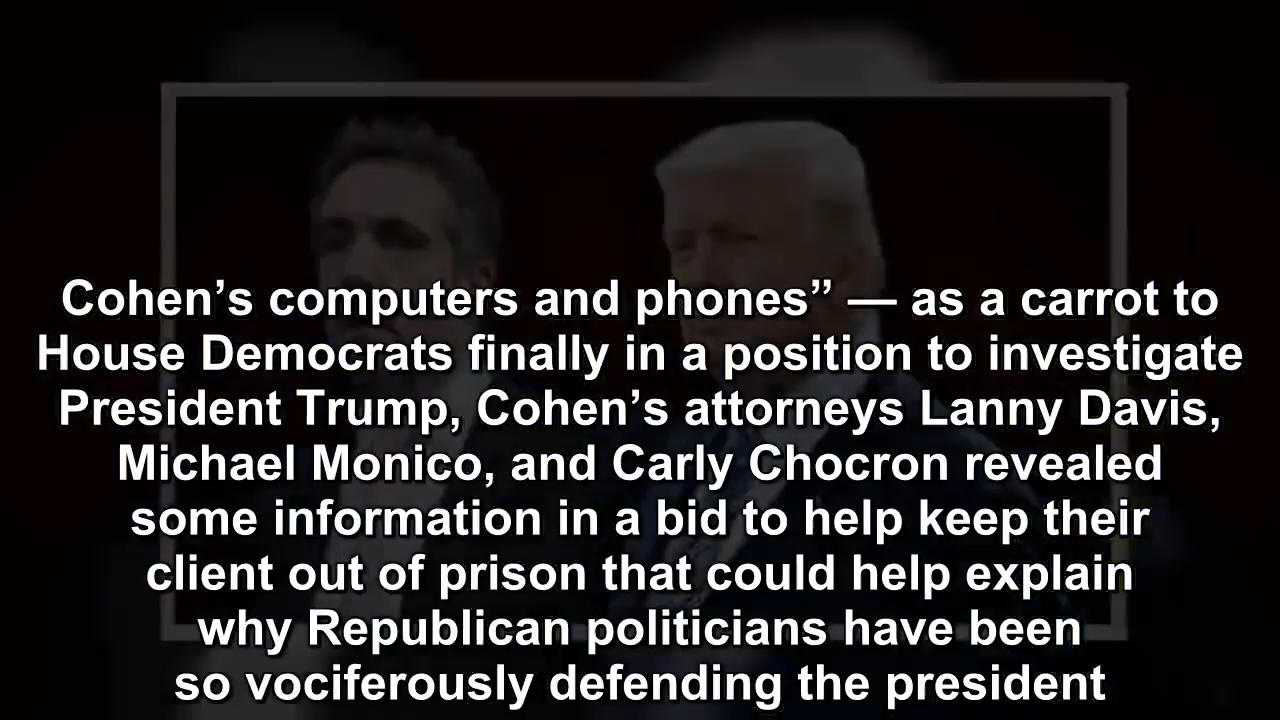 Cohen’s computers and phones” — as a carrot to
House Democrats finally in a position to investigate
President Trump, Cohen’s attorneys Lanny Davis,
Michael Monico, and Carly Chocron revealed
some information in a bid to help keep their
client out of prison that could help explain
why Republican politicians have been
so vociferously defending the president